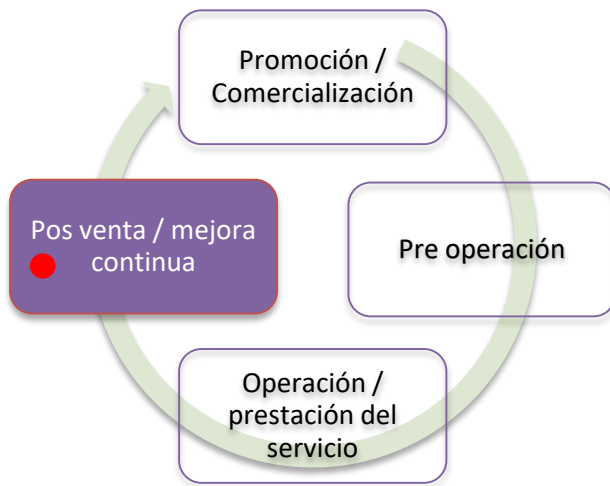 Promoción /
Comercialización
Pre operación
Operación /
prestación del
servicio
Pos venta / mejora
continua